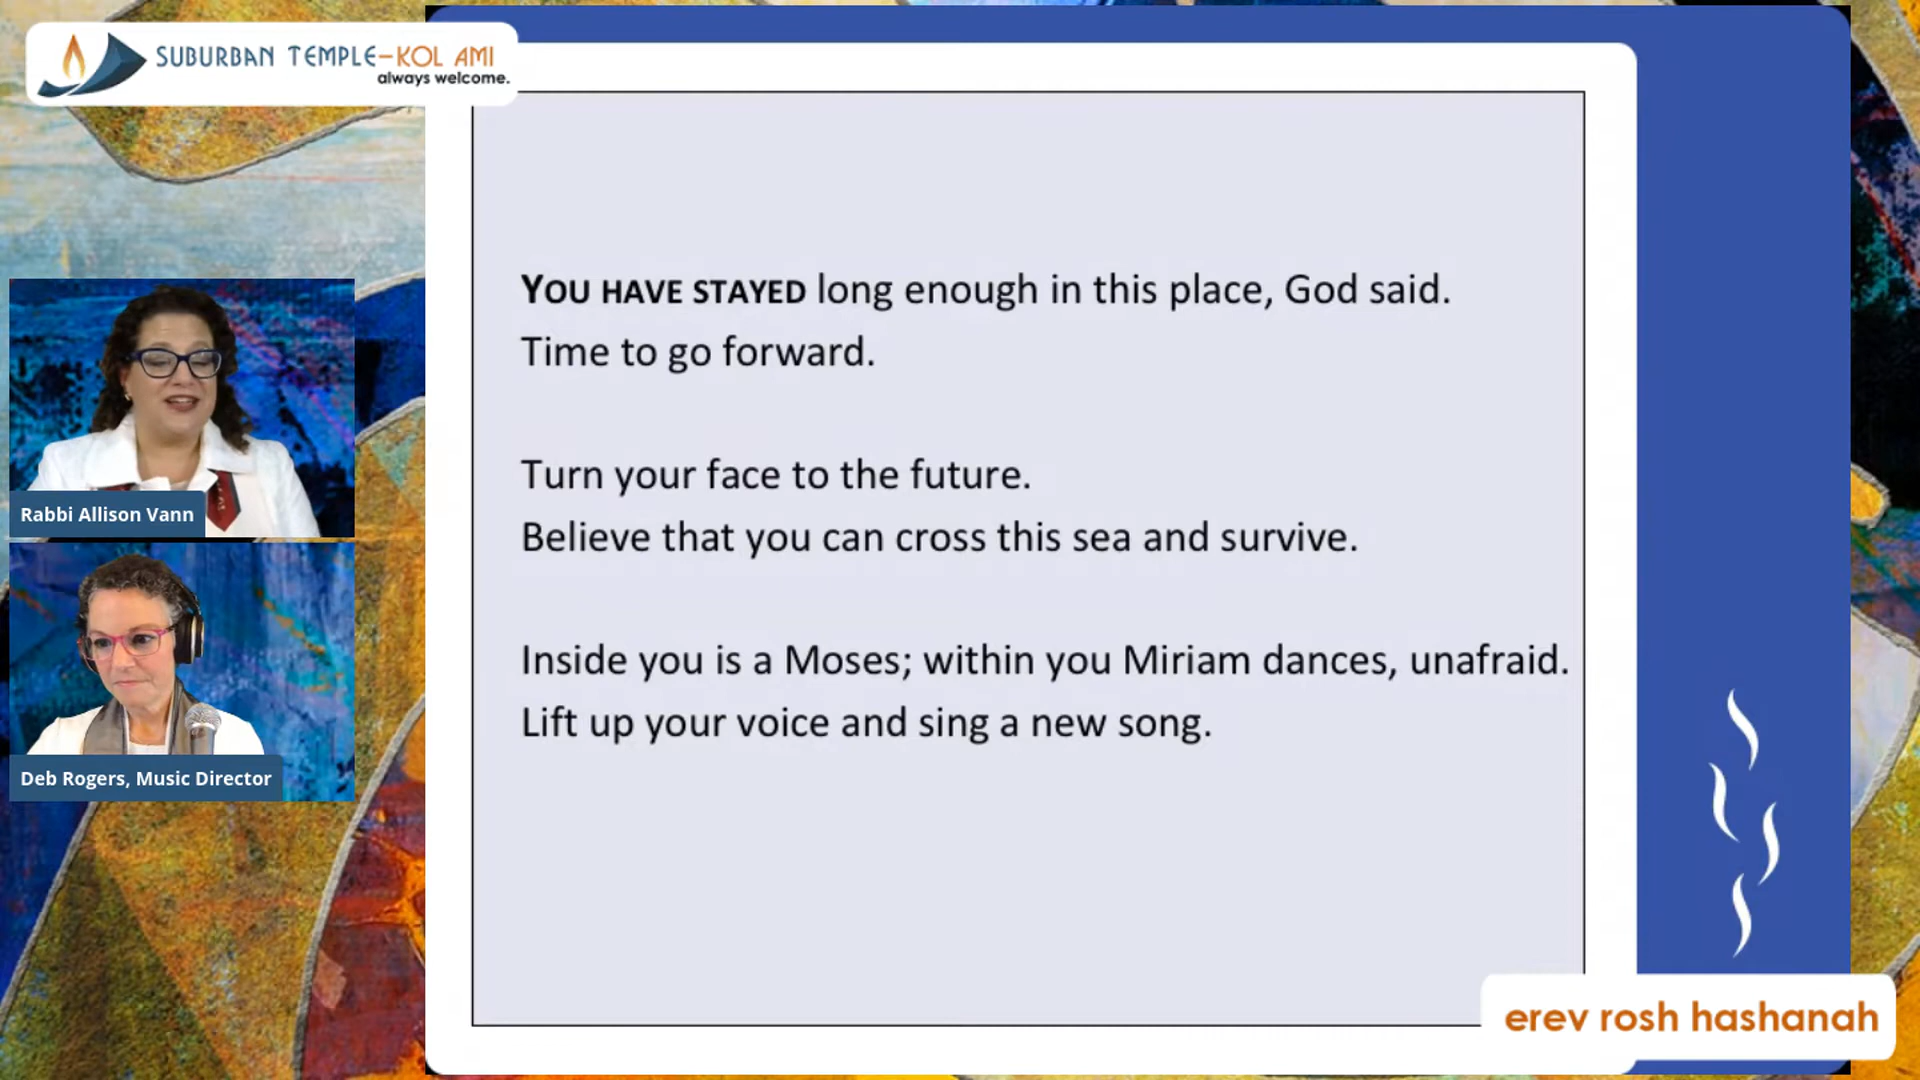 SUBURBAN TEMPLE-KOL AMI
always welcome.
YOU HAVE STAYED long enough in this place, God said.
Time to go forward.
Turn your face to the future.
Believe that you can cross this sea and survive.
Inside you is a Moses; within you Miriam dances, unafraid.
Lift up your voice and sing a new song.
Rabbi Allison Vann
Deb Rogers, Music Director
erev rosh hashanah